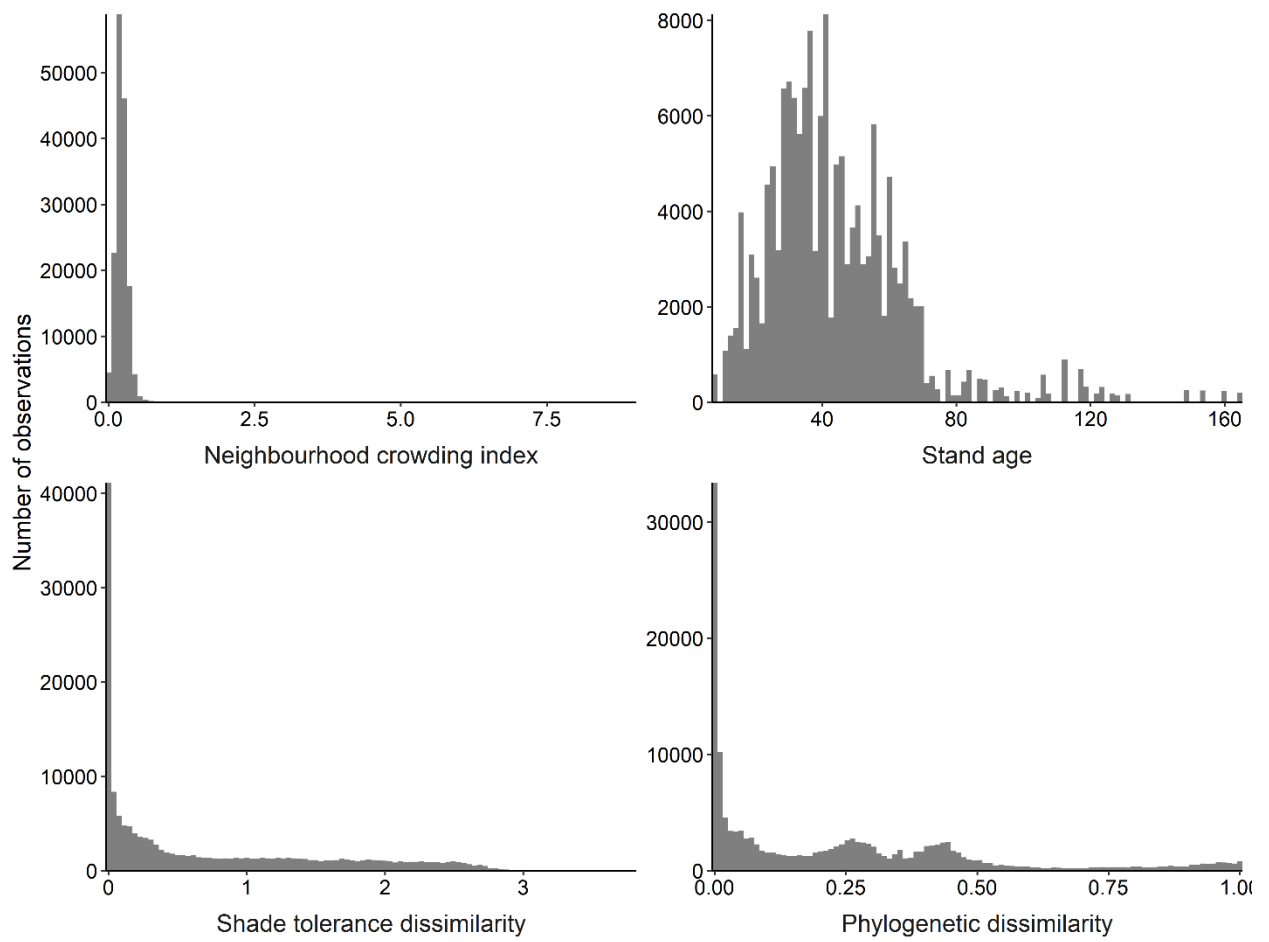 Number of observations
50000
40000
30000
20000
10000
0
0.0 2.5 5.0 7.5
Neighbourhood crowding index
8000
6000
4000
2000
0
40 80 120 160
Stand age
40000
30000
20000
10000
0
0 1 2 3
Shade tolerance dissimilarity
30000
20000
10000
0
0.00 0.25 0.50 0.75 1.00
Phylogenetic dissimilarity